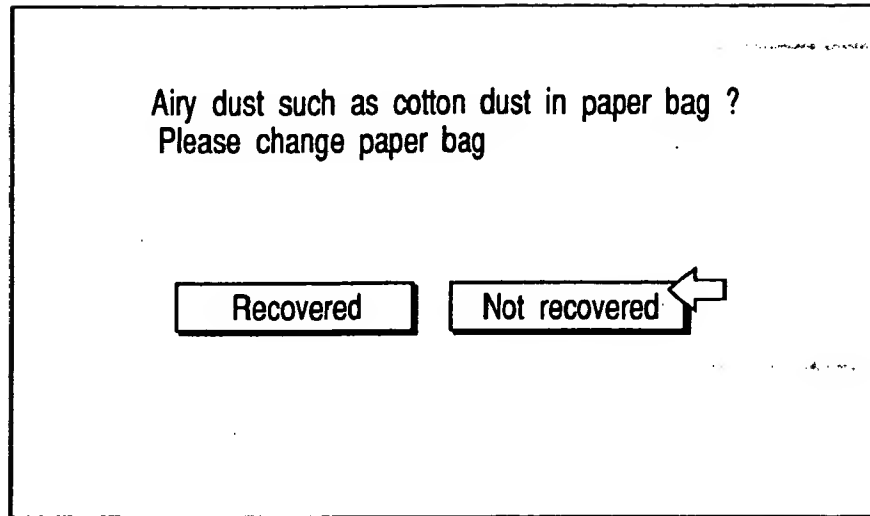 Airy dust such as cotton dust in paper bag ?
Please change paper bag
Recovered
Not recovered